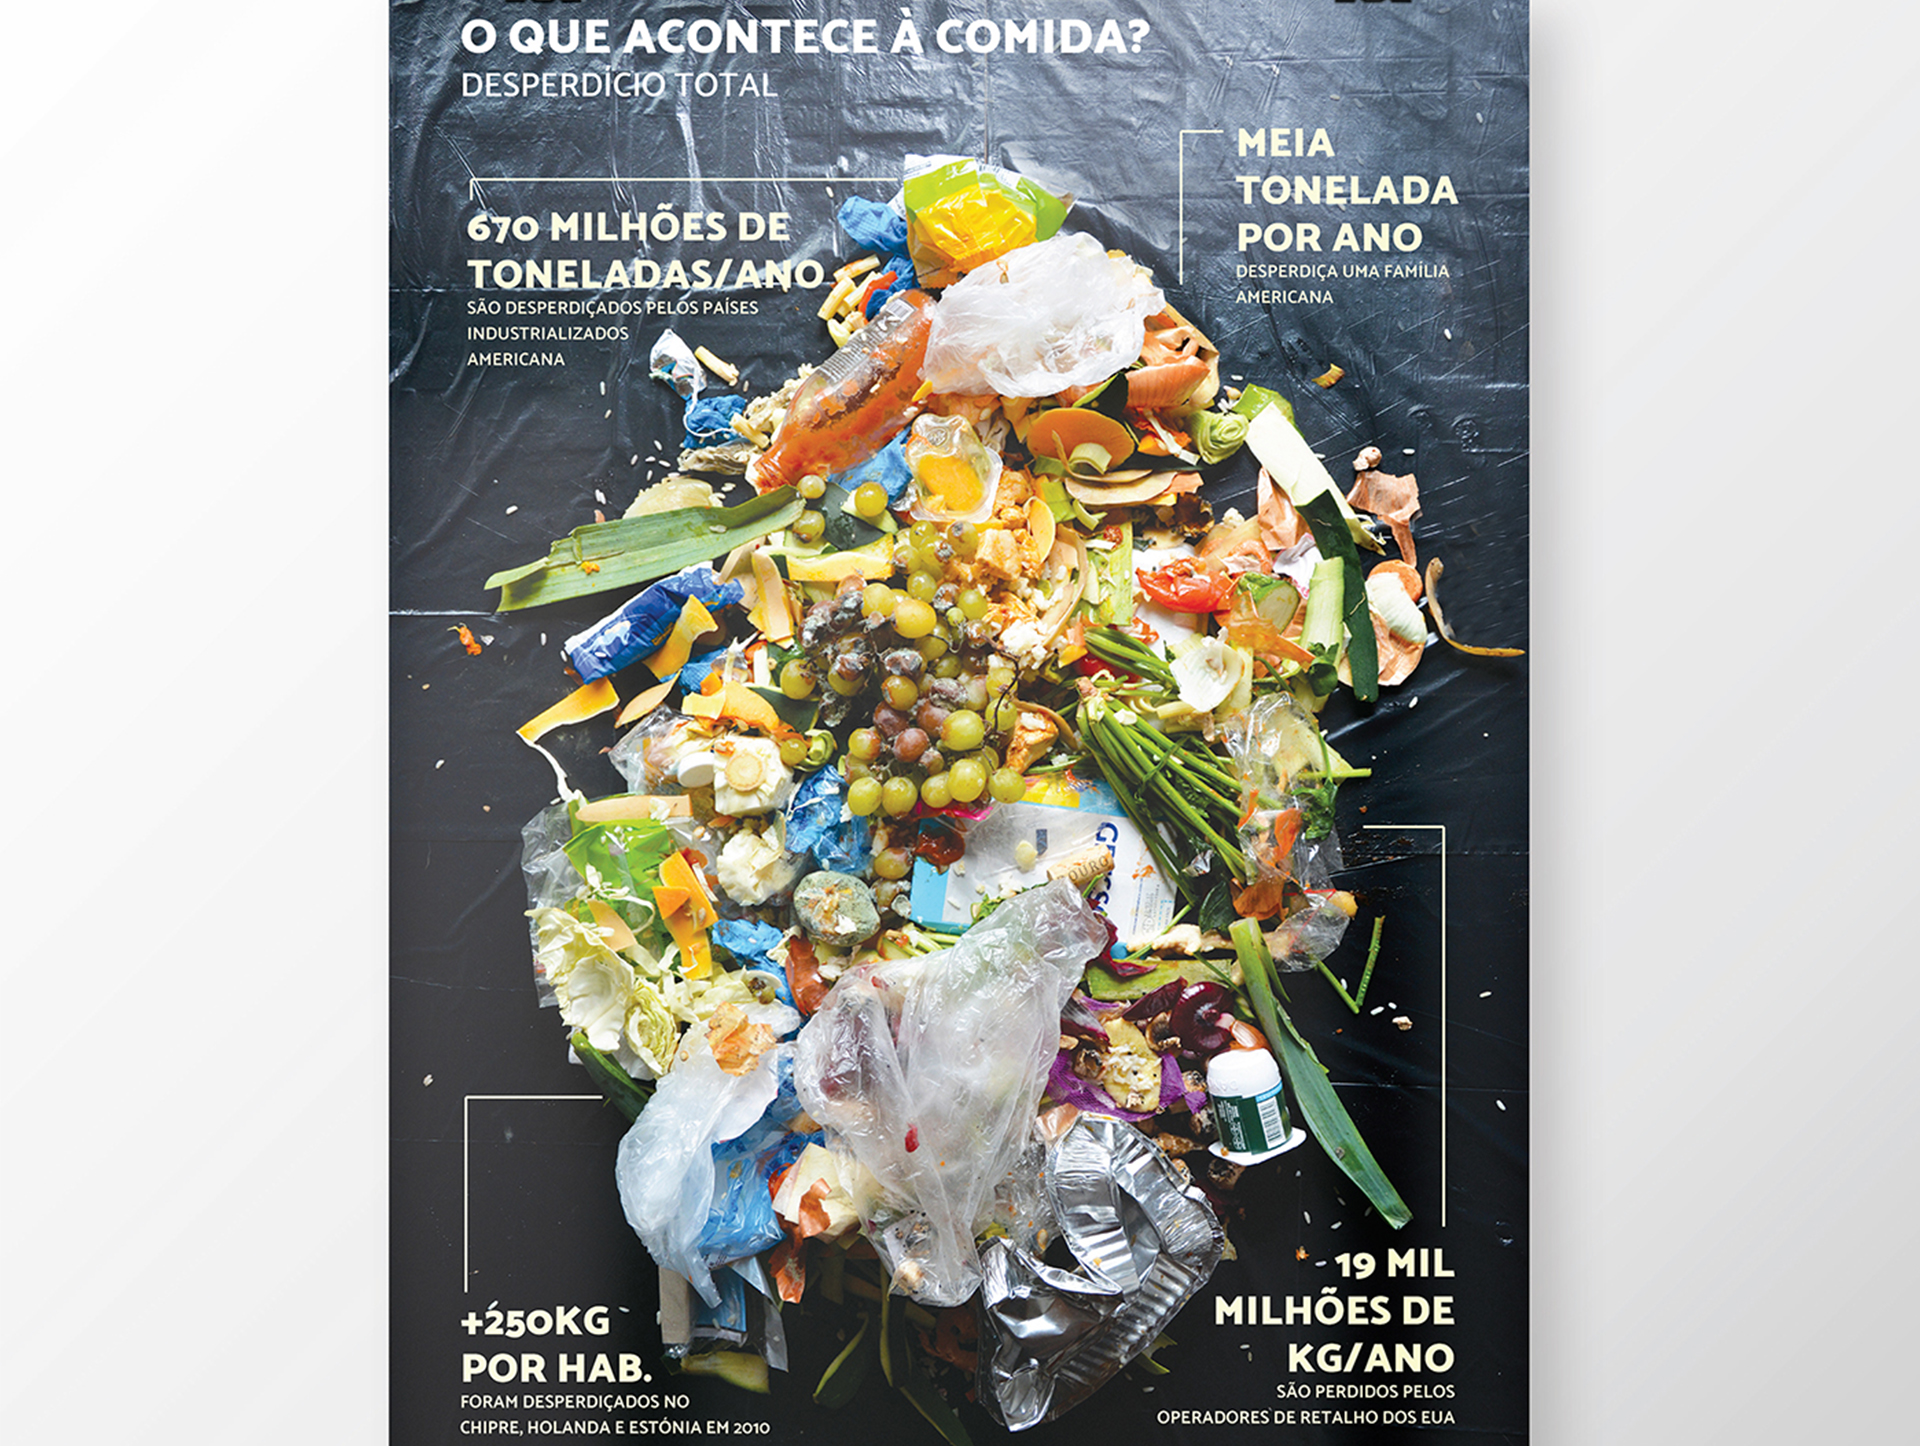 O QUE ACONTECE À COMIDA?
DESPERDÍCIO TOTAL
670 MILHÕES DE
TONELADAS/ANO
SÃO DESPERDIÇADOS PELOS PAÍSES
INDUSTRIALIZADOS
AMERICANA
MEIA
TONELADA
POR ANO
DESPERDIÇA UMA FAMÍLIA
AMERICANA
DOURO
+250KG
POR HAB.
FORAM DESPERDIÇADOS NO
CHIPRE, HOLANDA E ESTÓNIA EM 2010
19 MIL
MILHÕES DE
KG/ANO
SÃO PERDIDOS PELOS
OPERADORES DE RETALHO DOS EUA